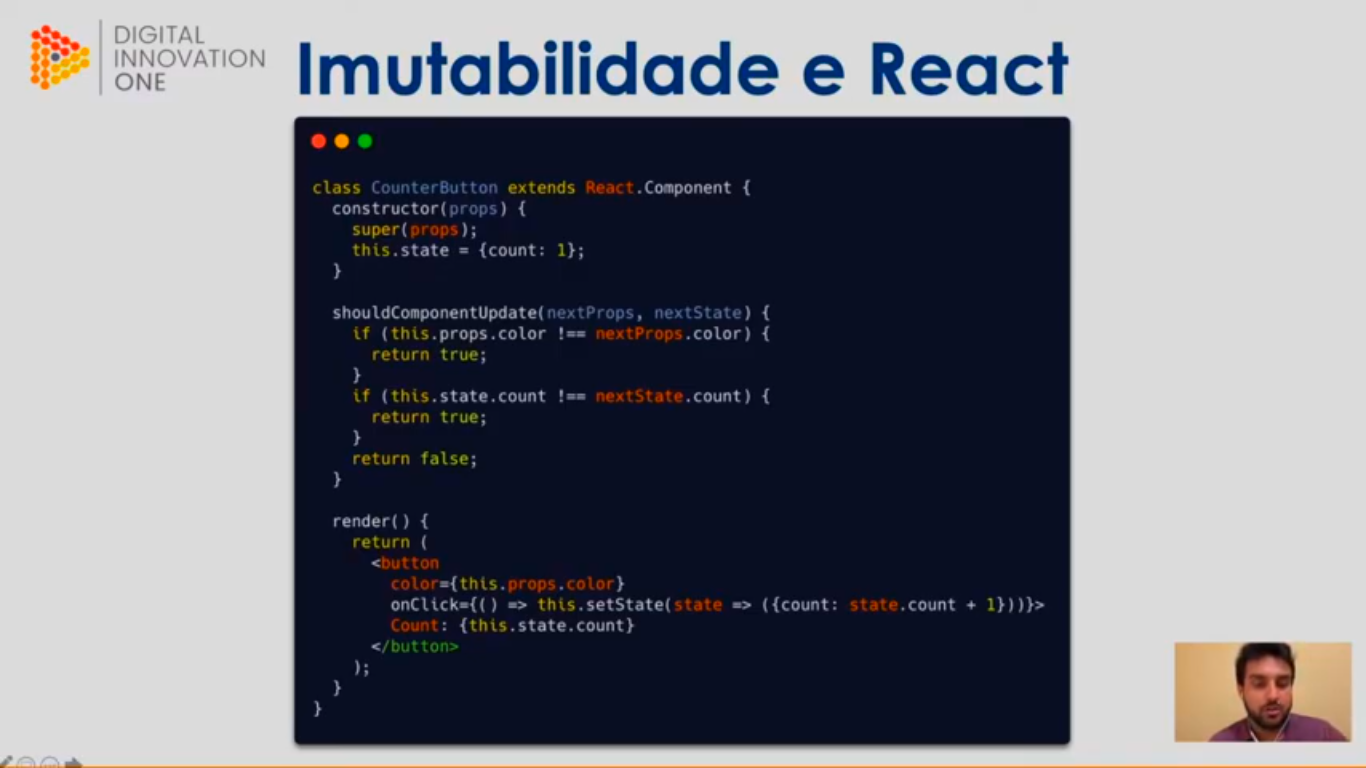 DIGITAL
INNOVATION
ONE
Imutabilidade e React
class CounterButton extends React.Component {
  constructor(props) {
    super(props);
    this.state = {count: 1};
  }

  shouldComponentUpdate(nextProps, nextState) {
    if (this.props.color !== nextProps.color) {
      return true;
    }
    if (this.state.count !== nextState.count) {
      return true;
    }
    return false;
  }

  render() {
    return (
      <button
        color={this.props.color}
        onClick={() => this.setState(state => ({count: state.count + 1}))}>
        Count: {this.state.count}
      </button>
    );
  }
}